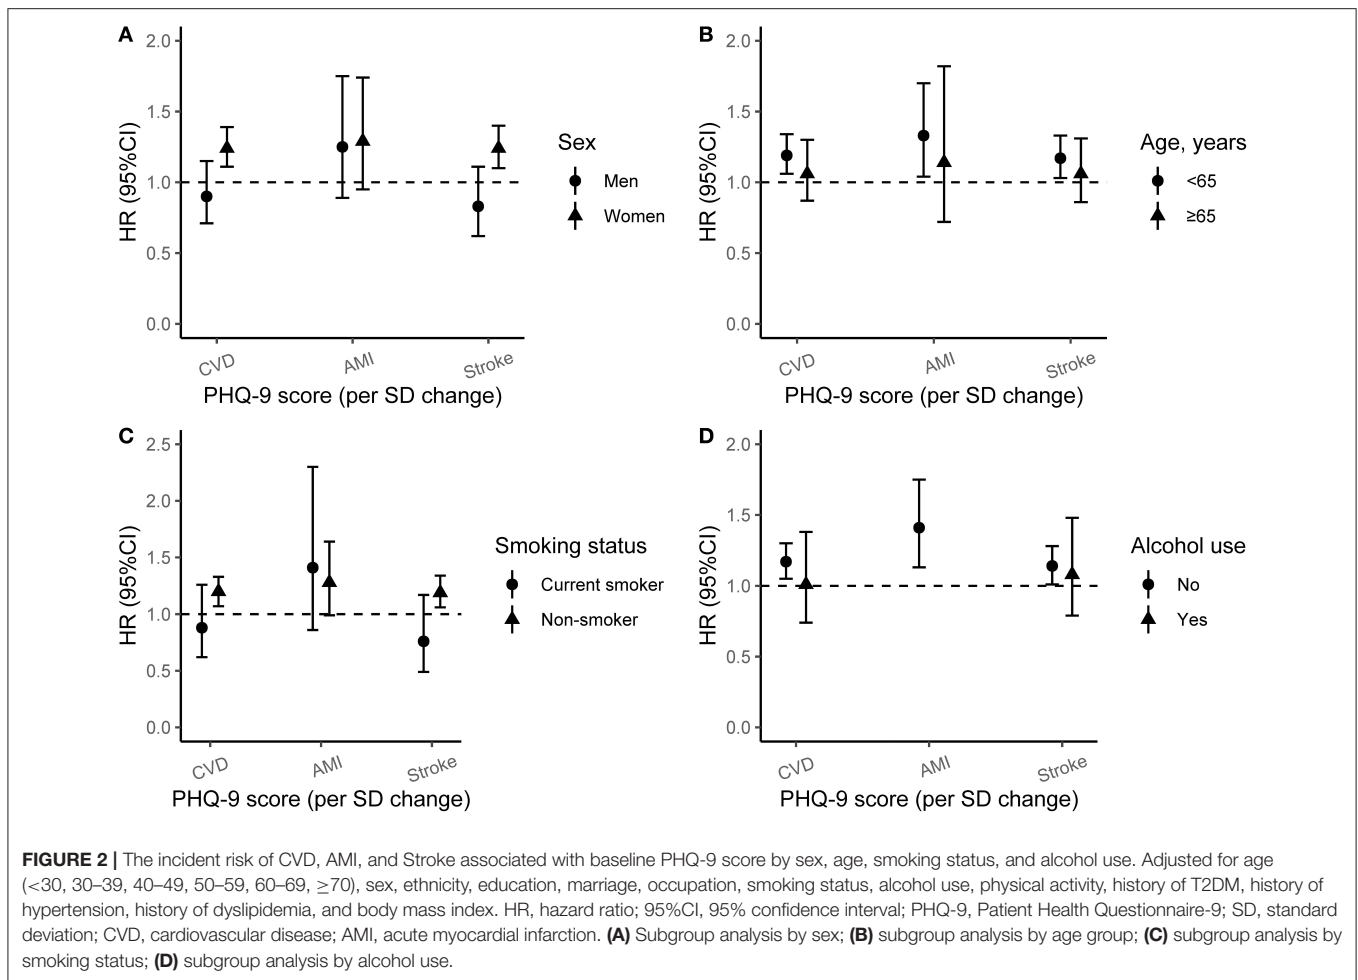 A
2.0
1.5
1.0
0.5
0.0
HR (95%CI)
CVD
AMI
Stroke
PHQ-9 score (per SD change)
Sex
Men
Women
B
2.0
1.5
1.0
0.5
0.0
HR (95%CI)
CVD
AMI
Stroke
PHQ-9 score (per SD change)
Age, years
<65
≥65
C
2.5
2.0
1.5
1.0
0.5
0.0
HR (95%CI)
CVD
AMI
Stroke
PHQ-9 score (per SD change)
Smoking status
Current smoker
Non-smoker
D
2.0
1.5
1.0
0.5
0.0
HR (95%CI)
CVD
AMI
Stroke
PHQ-9 score (per SD change)
Alcohol use
No
Yes
FIGURE 2 | The incident risk of CVD, AMI, and Stroke associated with baseline PHQ-9 score by sex, age, smoking status, and alcohol use. Adjusted for age
(<30, 30–39, 40–49, 50–59, 60–69, ≥70), sex, ethnicity, education, marriage, occupation, smoking status, alcohol use, physical activity, history of T2DM, history of
hypertension, history of dyslipidemia, and body mass index. HR, hazard ratio; 95%CI, 95% confidence interval; PHQ-9, Patient Health Questionnaire-9; SD, standard
deviation; CVD, cardiovascular disease; AMI, acute myocardial infarction. (A) Subgroup analysis by sex; (B) subgroup analysis by age group; (C) subgroup analysis by
smoking status; (D) subgroup analysis by alcohol use.